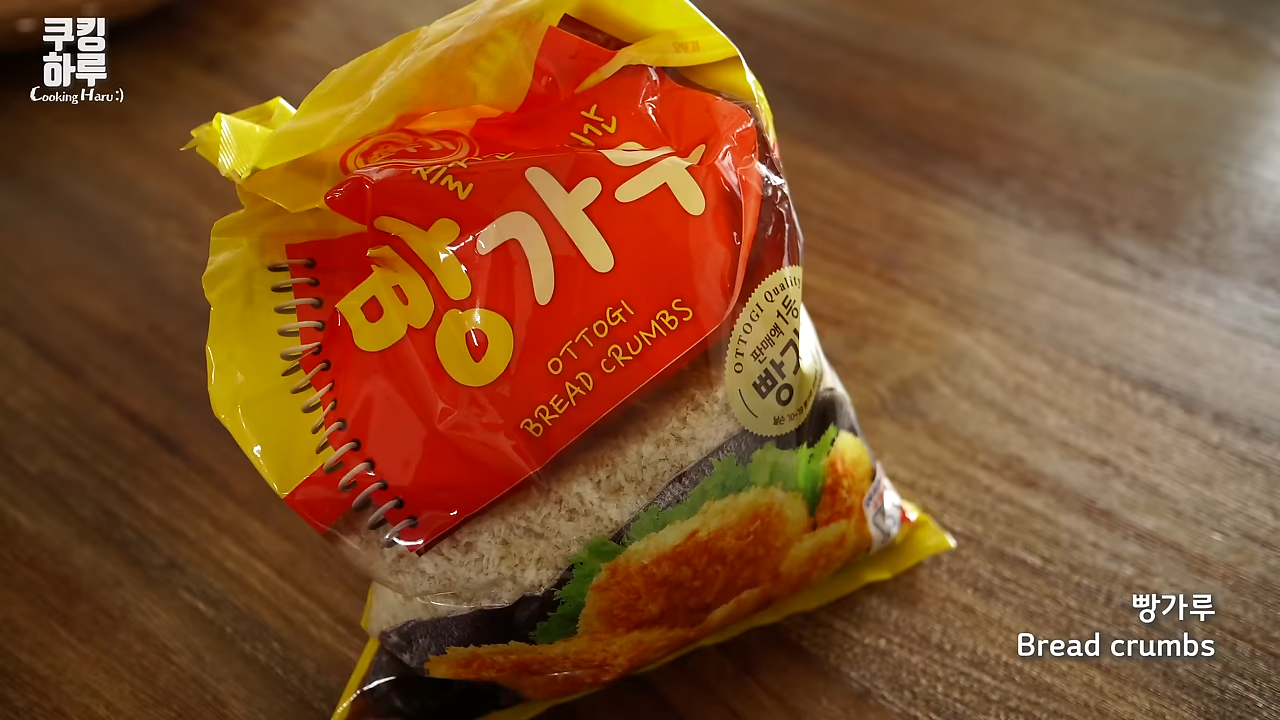 쿠킹
하루
Cooking Haru :)
빵가루
OTTOGI
BREAD CRUMBS
OTTOGI Quality
판매액 1등
빵가
빵가루
Bread crumbs